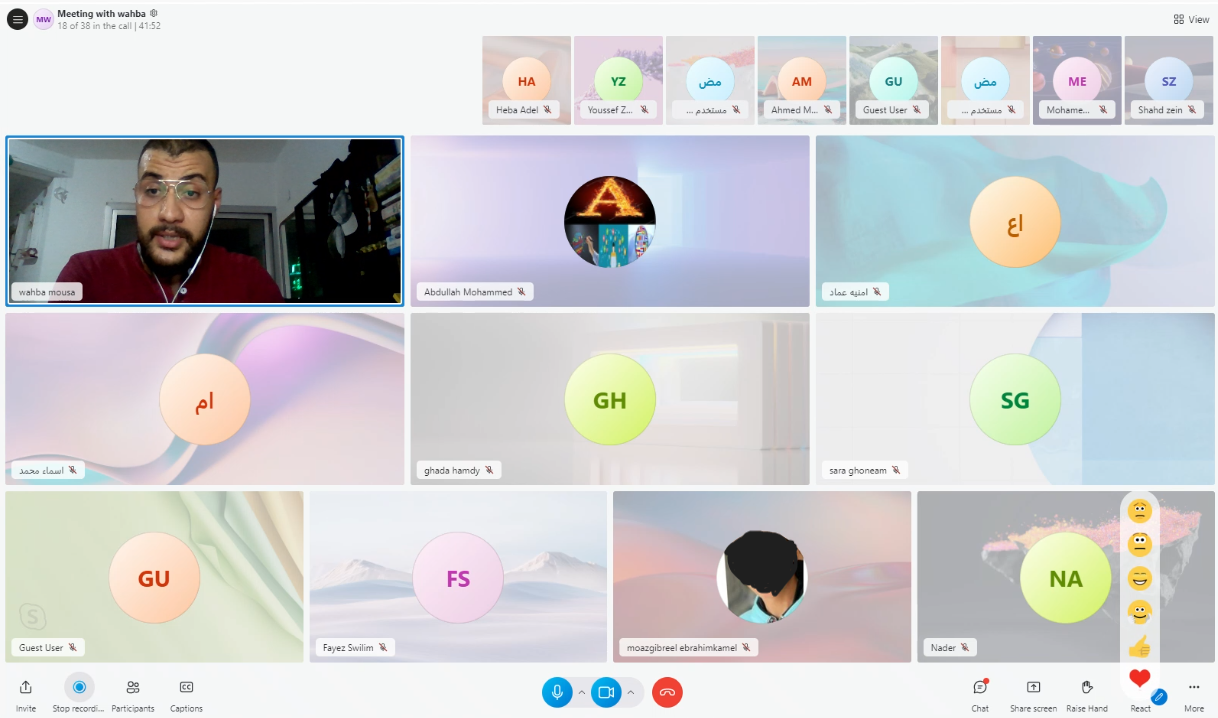 MW
Meeting with wahba
18 of 38 in the call | 41:52
View
HA
Heba Adel
YZ
Youssef Z...
مض
مستخدم ...
AM
Ahmed M...
GU
Guest User
مض
مستخدم ...
ME
Mohame...
SZ
Shahd zein
wahba mousa
A
Abdullah Mohammed
اع
امنيه عماد
ام
اسماء محمد
GH
ghada hamdy
SG
sara ghoneam
GU
Guest User
FS
Fayez Swilim
moazgibreel ebrahimkamel
NA
Nader
Invite
Stop recordi...
Participants
CC
Captions
Chat
Share screen
Raise Hand
React
More